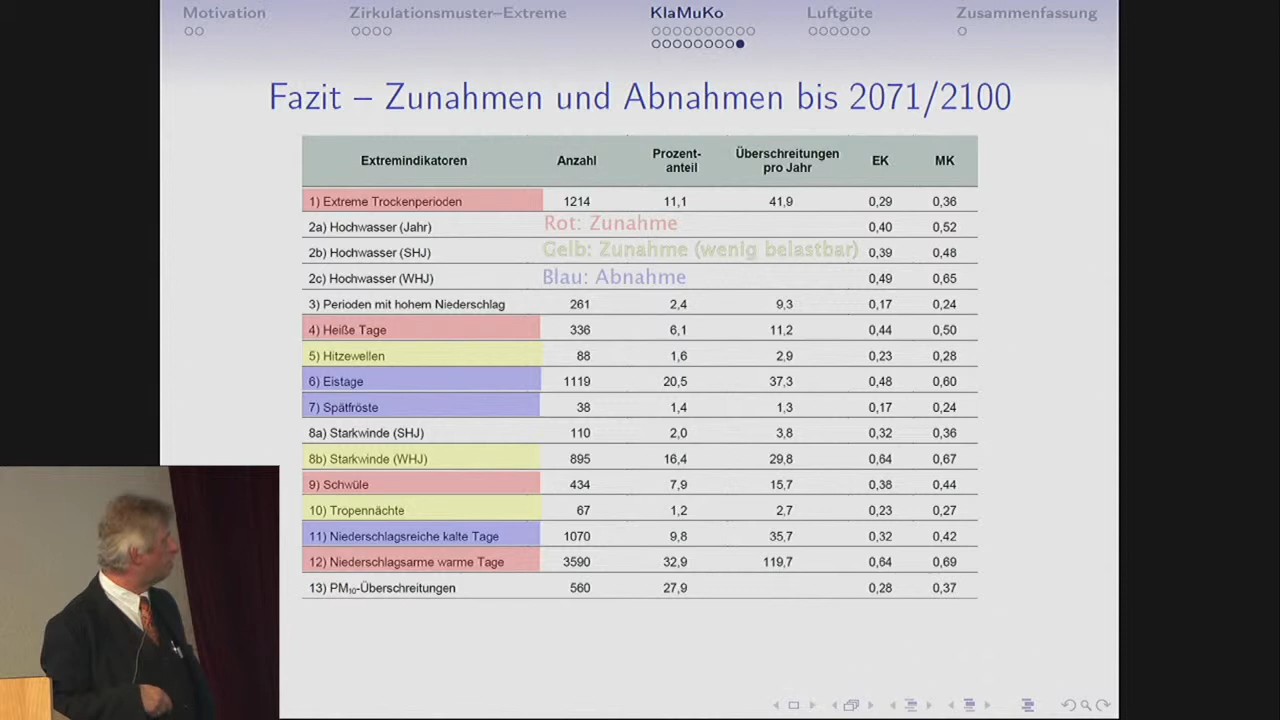 Motivation Zirkulationsmuster–Extreme KlaMuKo Luftgüte Zusammenfassung
Fazit – Zunahmen und Abnahmen bis 2071/2100
Extremindikatoren Anzahl Prozent-anteil Überschreitungen pro Jahr EK MK
1) Extreme Trockenperioden 1214 11,1 41,9 0,29 0,36
2a) Hochwasser (Jahr) Rot: Zunahme 0,40 0,52
2b) Hochwasser (SHJ) Gelb: Zunahme (wenig belastbar) 0,39 0,48
2c) Hochwasser (WHJ) Blau: Abnahme 0,49 0,65
3) Perioden mit hohem Niederschlag 261 2,4 9,3 0,17 0,24
4) Heiße Tage 336 6,1 11,2 0,44 0,50
5) Hitzewellen 88 1,6 2,9 0,23 0,28
6) Eistage 1119 20,5 37,3 0,48 0,60
7) Spätfröste 38 1,4 1,3 0,17 0,24
8a) Starkwinde (SHJ) 110 2,0 3,8 0,32 0,36
8b) Starkwinde (WHJ) 895 16,4 29,8 0,64 0,67
9) Schwüle 434 7,9 15,7 0,38 0,44
10) Tropennächte 67 1,2 2,7 0,23 0,27
11) Niederschlagsreiche kalte Tage 1070 9,8 35,7 0,32 0,42
12) Niederschlagsarme warme Tage 3590 32,9 119,7 0,64 0,69
13) PM₁₀-Überschreitungen 560 27,9 0,28 0,37